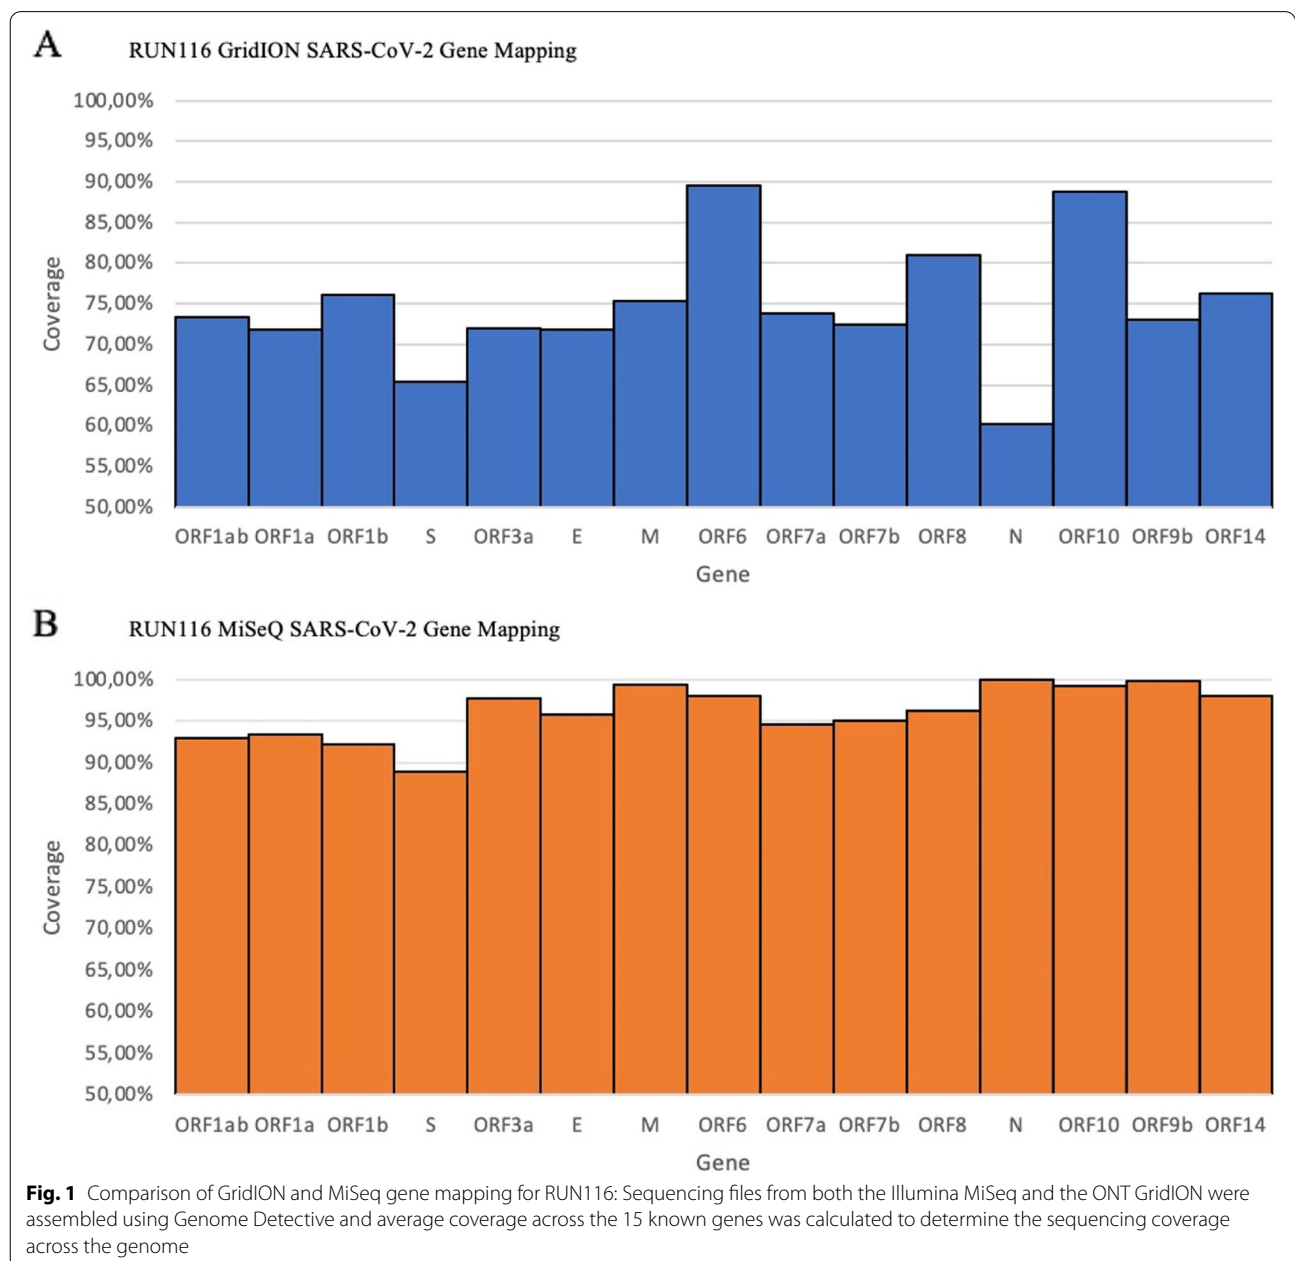 A RUN116 GridION SARS-CoV-2 Gene Mapping
100,00%
95,00%
90,00%
85,00%
80,00%
75,00%
70,00%
65,00%
60,00%
55,00%
50,00%
Coverage
ORF1ab ORF1a ORF1b S ORF3a E M ORF6 ORF7a ORF7b ORF8 N ORF10 ORF9b ORF14
Gene
B RUN116 MiSeQ SARS-CoV-2 Gene Mapping
100,00%
95,00%
90,00%
85,00%
80,00%
75,00%
70,00%
65,00%
60,00%
55,00%
50,00%
Coverage
ORF1ab ORF1a ORF1b S ORF3a E M ORF6 ORF7a ORF7b ORF8 N ORF10 ORF9b ORF14
Gene
Fig. 1 Comparison of GridION and MiSeq gene mapping for RUN116: Sequencing files from both the Illumina MiSeq and the ONT GridION were
assembled using Genome Detective and average coverage across the 15 known genes was calculated to determine the sequencing coverage
across the genome